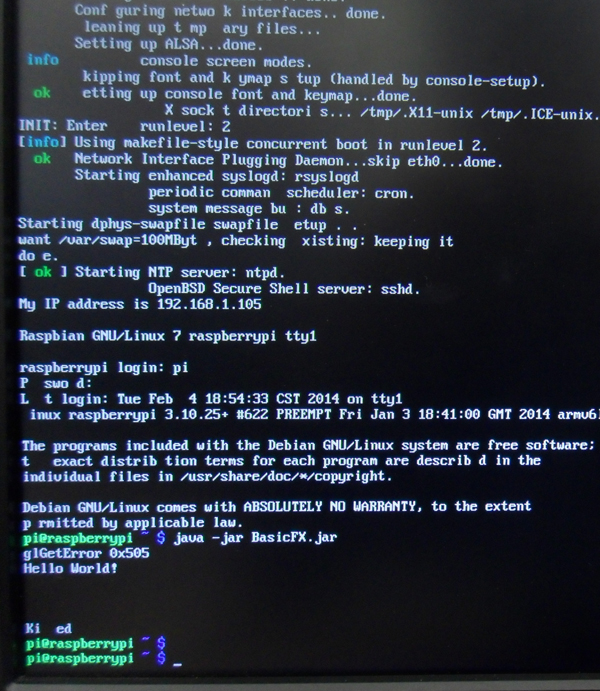 Conf guring netwo k interfaces.. done.
leaning up t mp  ary files...
Setting up ALSA...done.
info console screen modes.
kipping font and k ymap s tup (handled by console-setup).
ok etting up console font and keymap...done.
X sock t directori s... /tmp/.X11-unix /tmp/.ICE-unix.
INIT: Enter runlevel: 2
[info] Using makefile-style concurrent boot in runlevel 2.
ok Network Interface Plugging Daemon...skip eth0...done.
Starting enhanced syslogd: rsyslogd
periodic comman scheduler: cron.
system message bu : db s.
Starting dphys-swapfile swapfile etup . .
want /var/swap=100MByt , checking xisting: keeping it
do e.
[ ok ] Starting NTP server: ntpd.
OpenBSD Secure Shell server: sshd.
My IP address is 192.168.1.105
Raspbian GNU/Linux 7 raspberrypi tty1
raspberrypi login: pi
P swo d:
L t login: Tue Feb 4 18:54:33 CST 2014 on tty1
inux raspberrypi 3.10.25+ #622 PREEMPT Fri Jan 3 18:41:00 GMT 2014 armv6l
The programs included with the Debian GNU/Linux system are free software;
t exact distrib tion terms for each program are describ d in the
individual files in /usr/share/doc/*/copyright.
Debian GNU/Linux comes with ABSOLUTELY NO WARRANTY, to the extent
p rmitted by applicable law.
pi@raspberrypi ~ $ java -jar BasicFX.jar
glGetError 0x505
Hello World!
Ki ed
pi@raspberrypi ~ $
pi@raspberrypi ~ $ _